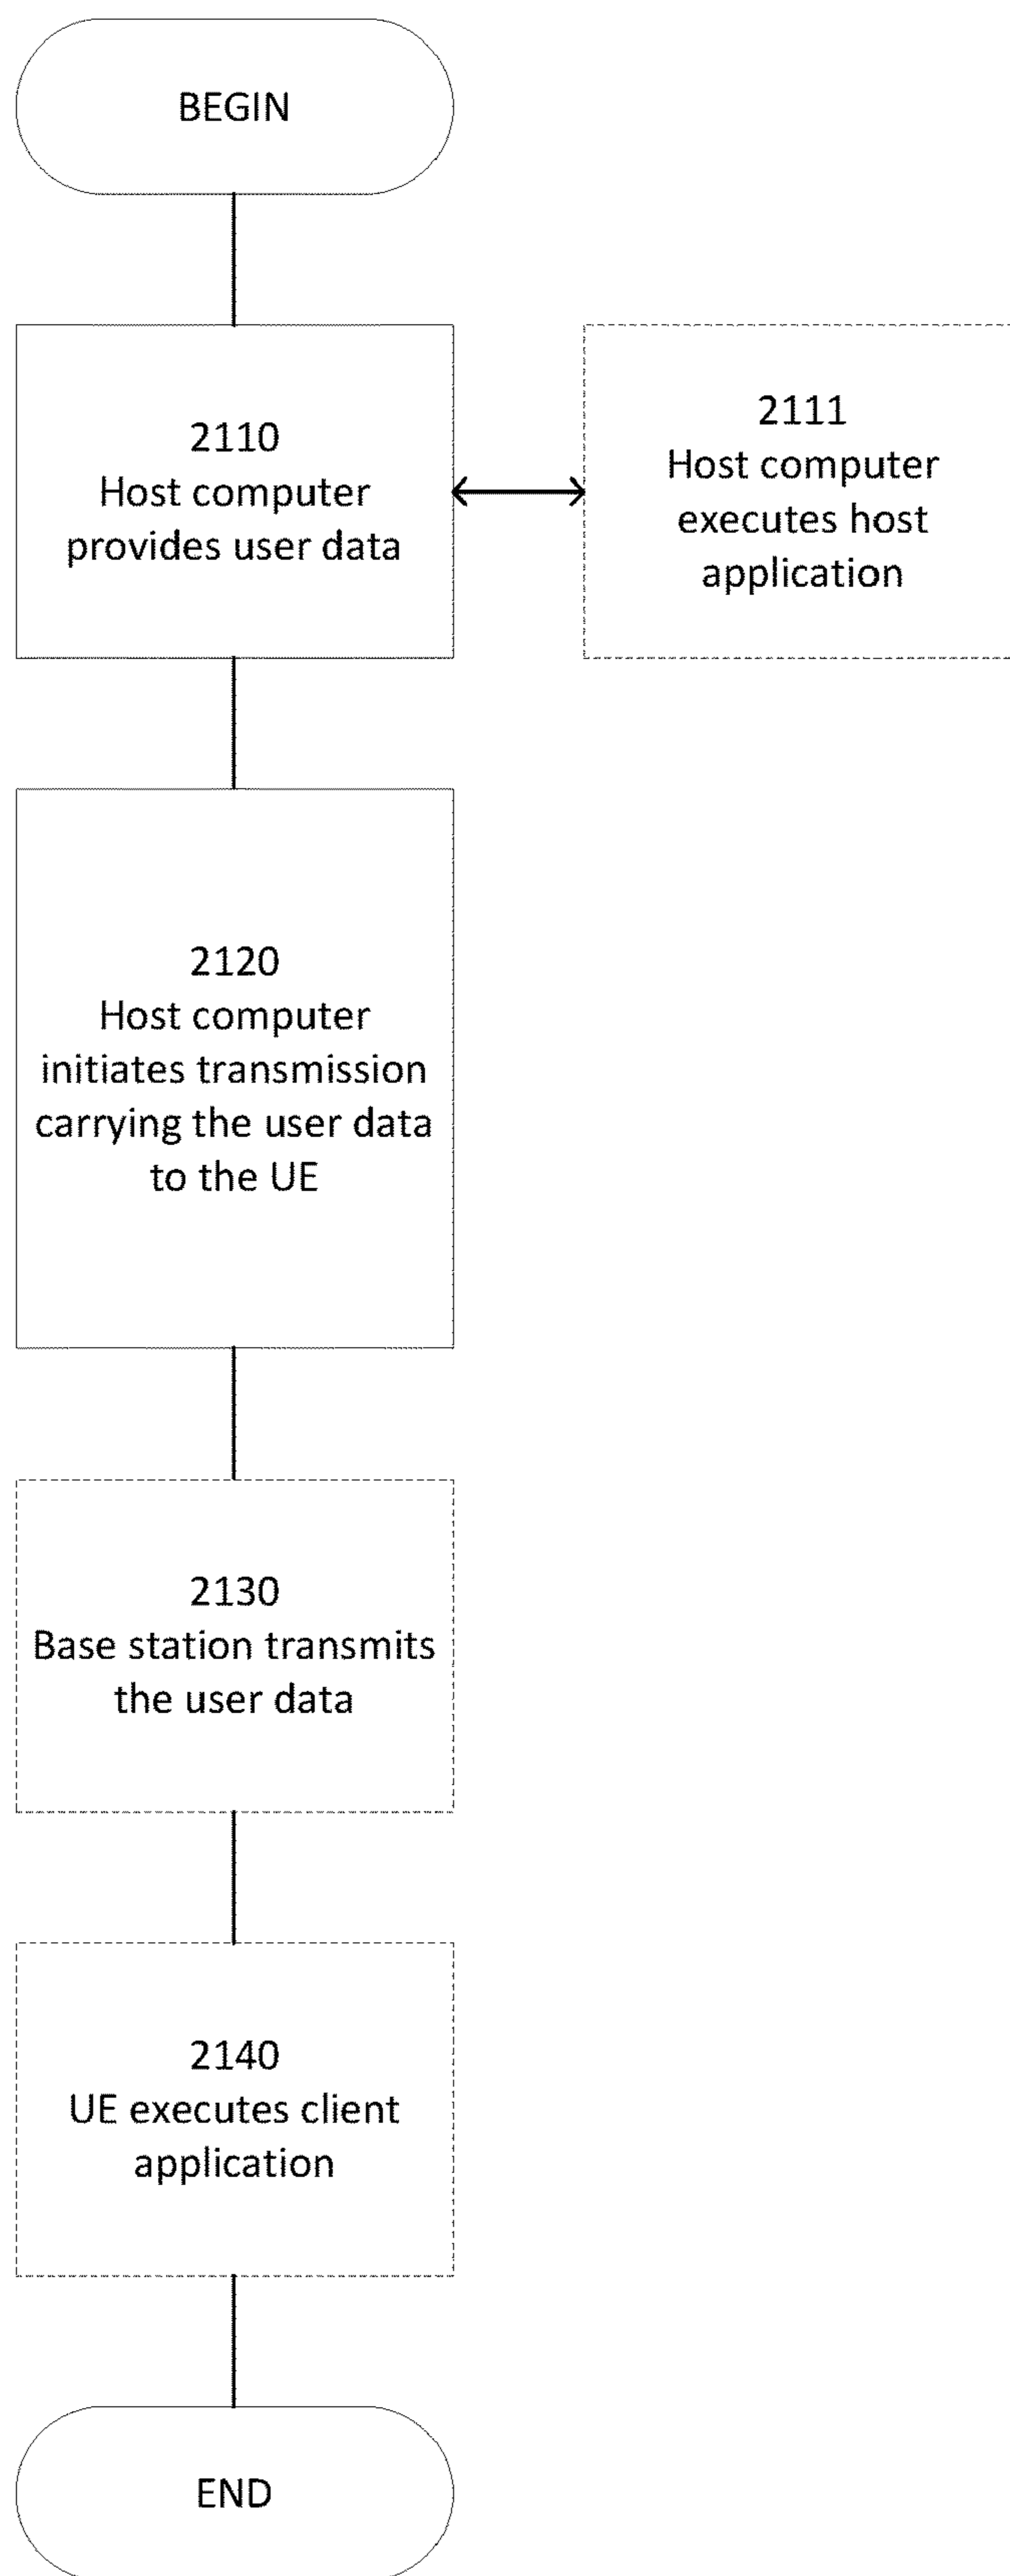 BEGIN
2110
Host computer
provides user data
2111
Host computer
executes host
application
2120
Host computer
initiates transmission
carrying the user data
to the UE
2130
Base station transmits
the user data
2140
UE executes client
application
END